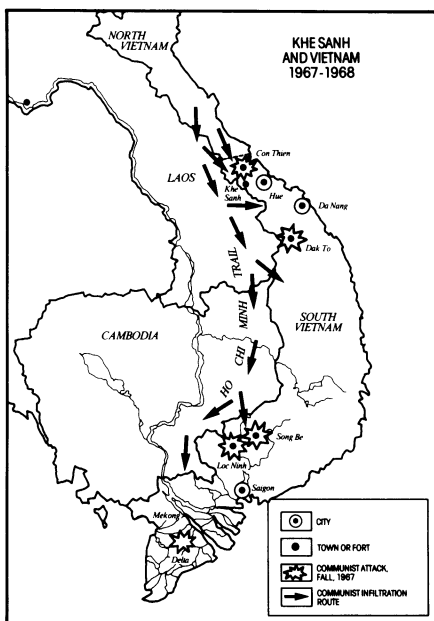 KHE SANH
AND VIETNAM
1967-1968
NORTH
VIETNAM
Con Thien
LAOS
Khe
Sanh
Hue
Da Nang
Dak To
HO CHI MINH TRAIL
SOUTH
VIETNAM
CAMBODIA
Song Be
Loc Ninh
Saigon
Mekong
Delta
CITY
TOWN OR FORT
COMMUNIST ATTACK,
FALL, 1967
COMMUNIST INFILTRATION
ROUTE